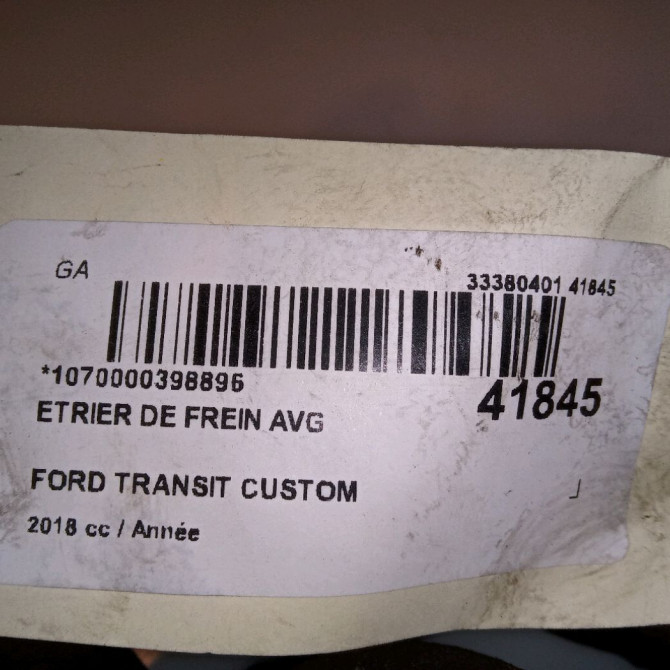 GA
33380401 41845
*1070000398896
41845
ETRIER DE FREIN AVG
FORD TRANSIT CUSTOM
2018 cc / Année